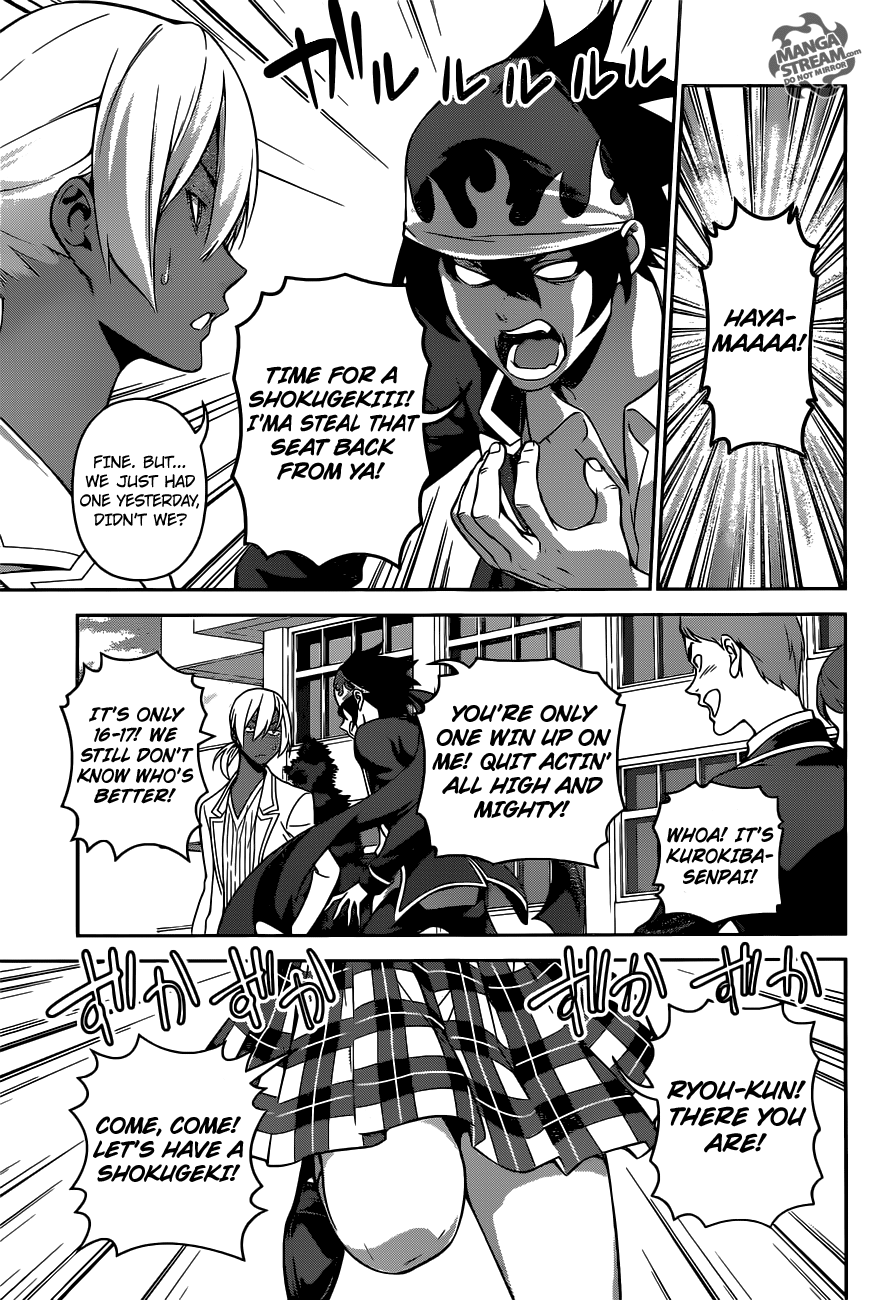 MANGA
STREAM.com
DO NOT MIRROR
HAYA-
MAAAA!
ガルルルル
TIME FOR A
SHOKUGEKIII!
I'MA STEAL THAT
SEAT BACK
FROM YA!
FINE. BUT...
WE JUST HAD
ONE YESTERDAY,
DIDN'T WE?
WHOA! IT'S
KUROKIBA-
SENPAI!
YOU'RE ONLY
ONE WIN UP ON
ME! QUIT ACTIN'
ALL HIGH AND
MIGHTY!
IT'S ONLY
16-17! WE
STILL DON'T
KNOW WHO'S
BETTER!
ずか
ずか
ずか
ずか
RYOU-KUN!
THERE YOU
ARE!
COME, COME!
LET'S HAVE A
SHOKUGEKI!